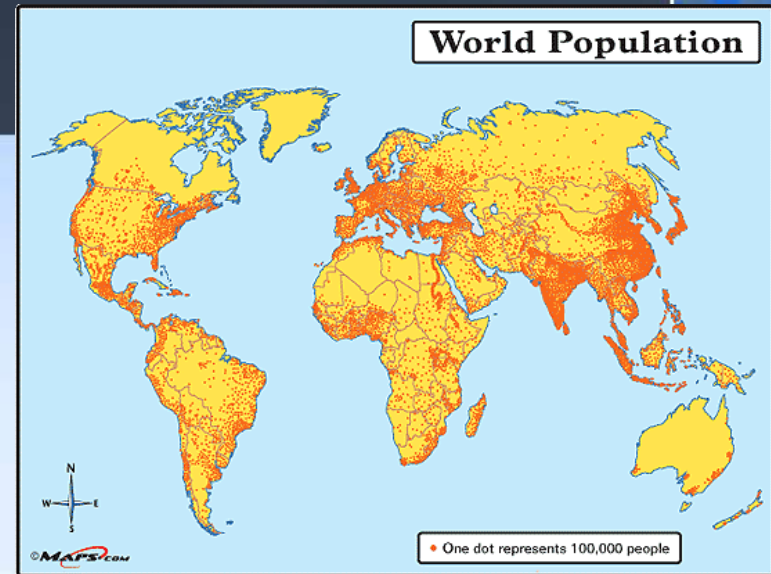 World Population
N
W E
S
© MAPS.COM
One dot represents 100,000 people